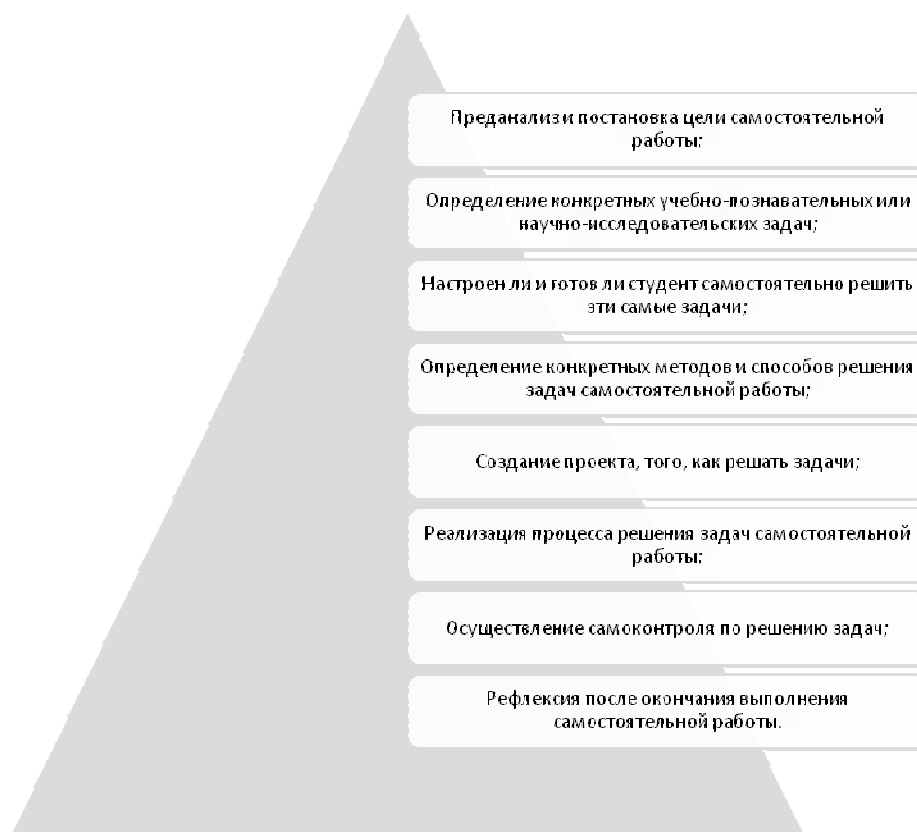 Преданализ и постановка цели самостоятельной
работы;
Определение конкретных учебно-познавательных или
научно-исследовательских задач;
Настроен ли и готов ли студент самостоятельно решить
эти самые задачи;
Определение конкретных методов и способов решения
задач самостоятельной работы;
Создание проекта, того, как решать задачи;
Реализация процесса решения задач самостоятельной
работы;
Осуществление самоконтроля по решению задач;
Рефлексия после окончания выполнения
самостоятельной работы.